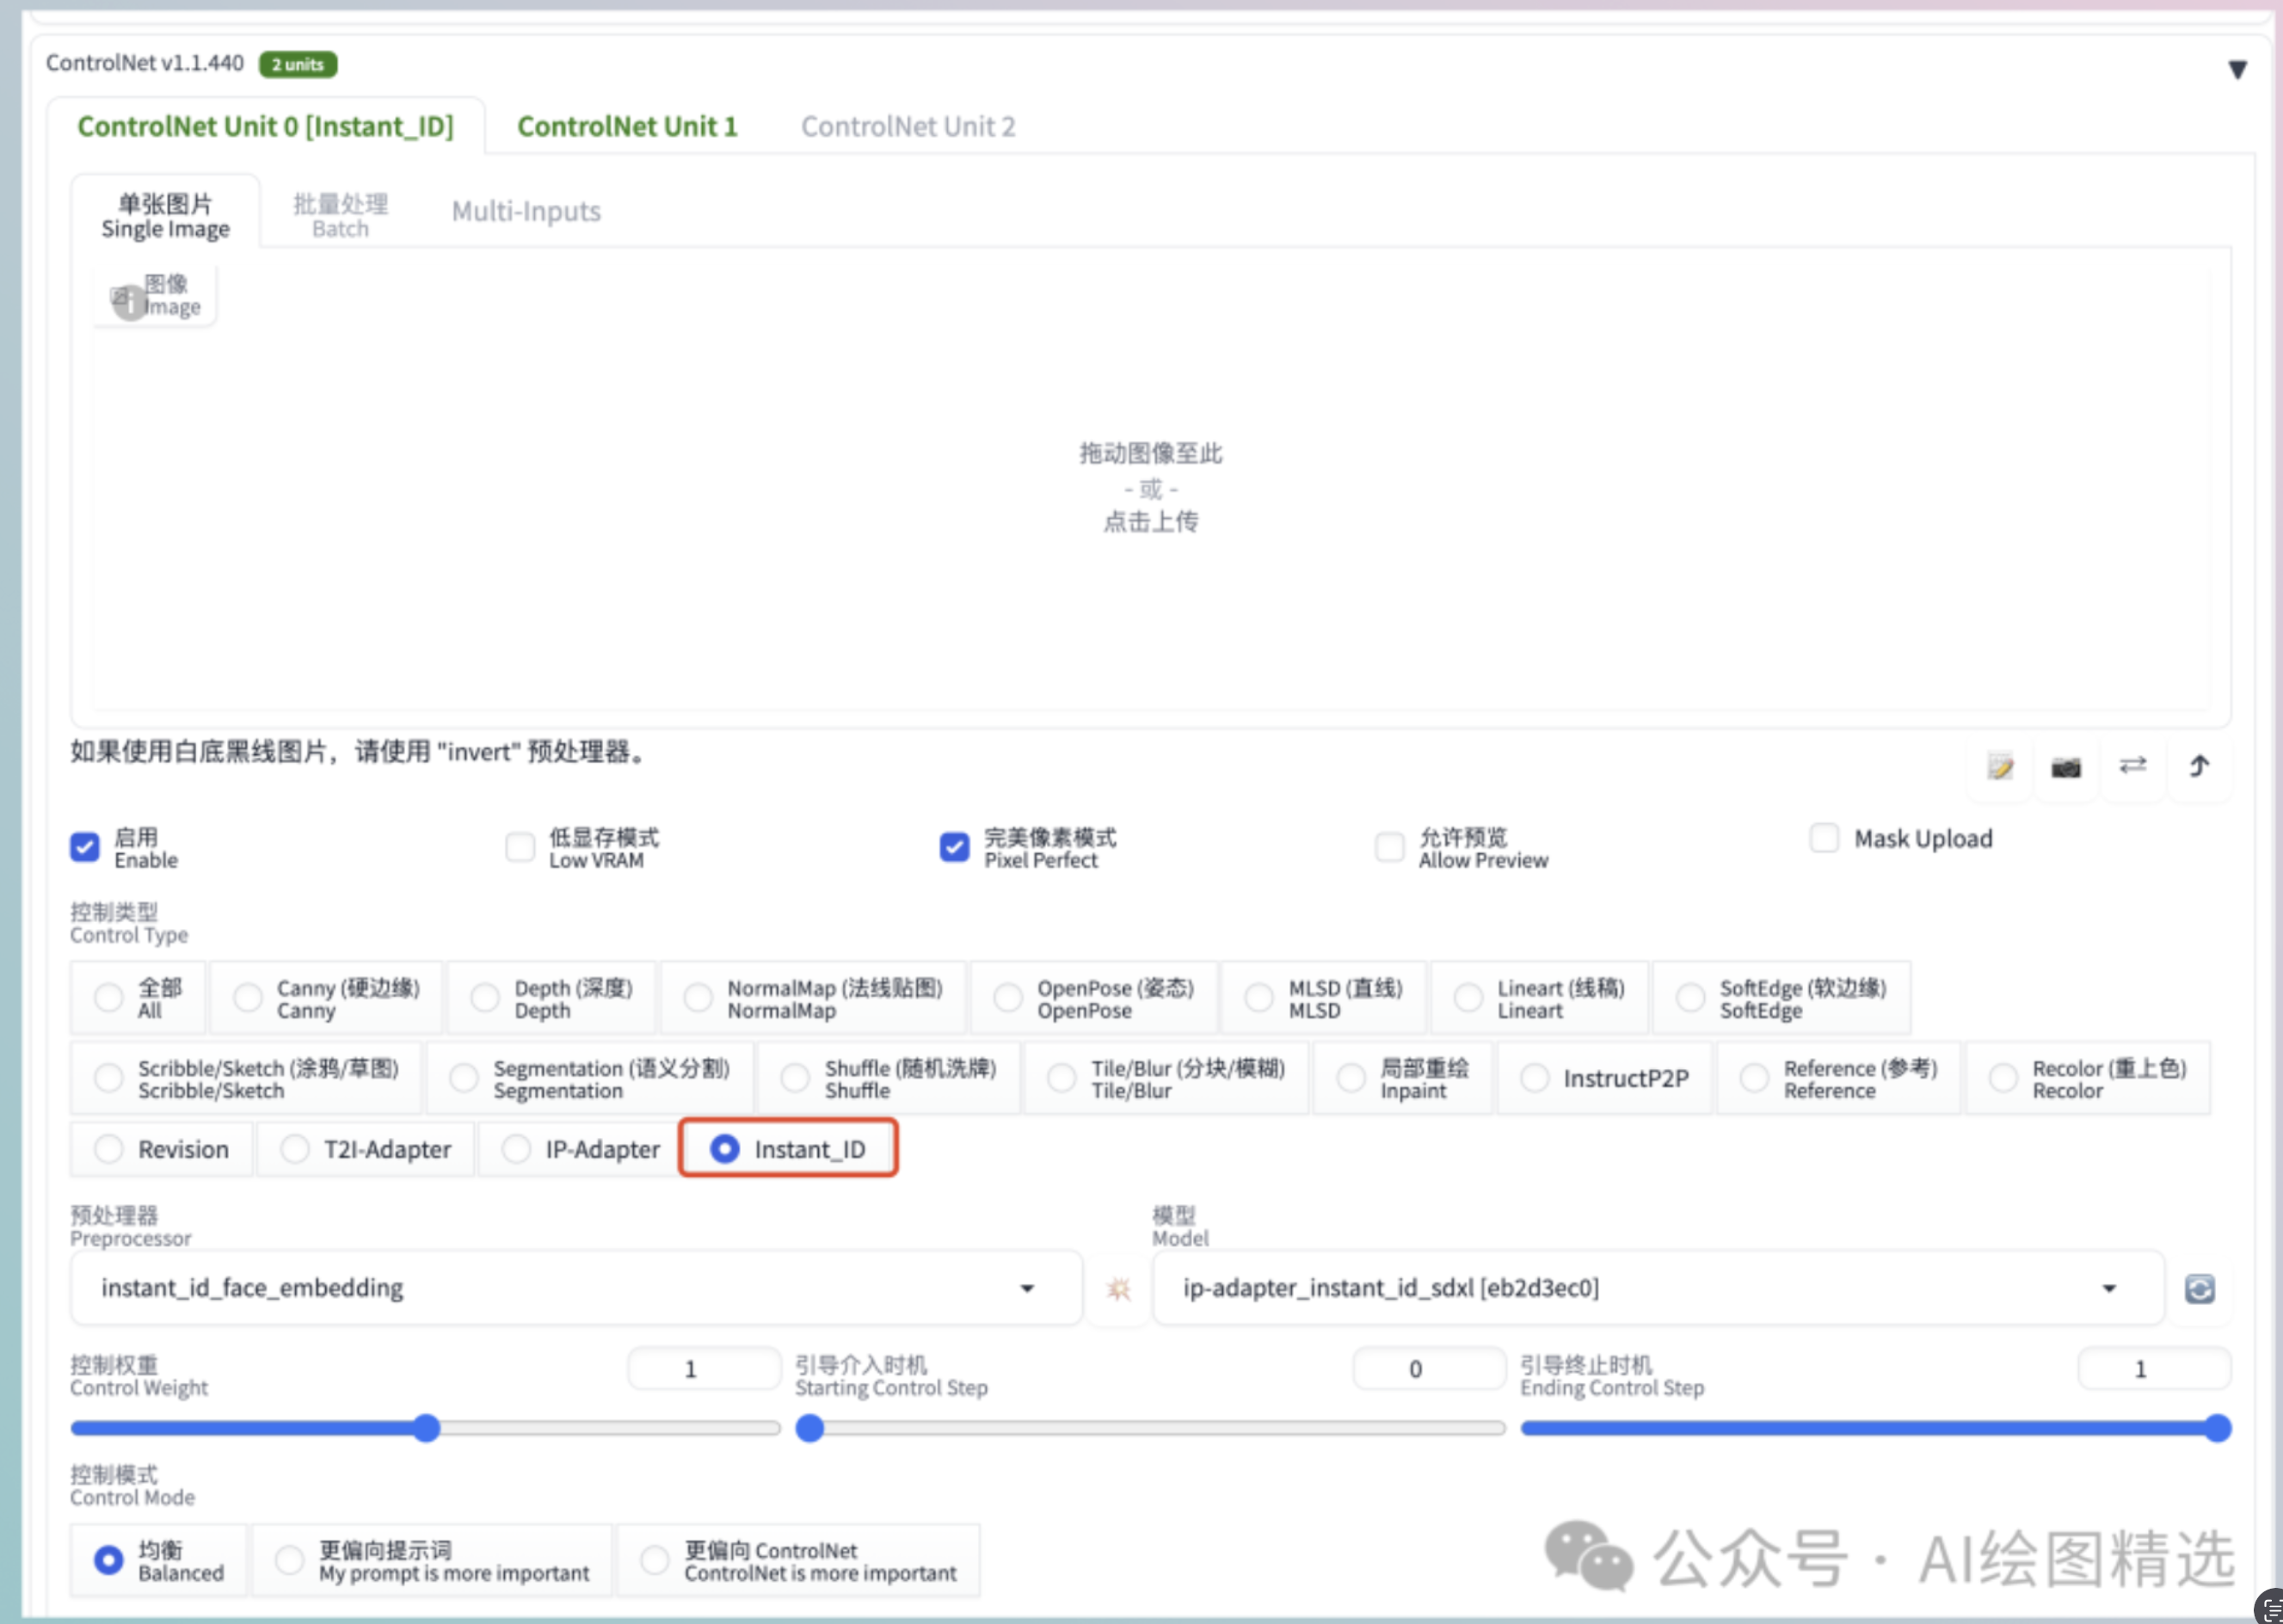 ControlNet v1.1.440 2 units
ControlNet Unit 0 [Instant_ID] ControlNet Unit 1 ControlNet Unit 2
单张图片
Single Image
批量处理
Batch
Multi-Inputs
图像
Image
拖动图像至此
- 或 -
点击上传
如果使用白底黑线图片，请使用 "invert" 预处理器。
启用
Enable
低显存模式
Low VRAM
完美像素模式
Pixel Perfect
允许预览
Allow Preview
Mask Upload
控制类型
Control Type
全部
All
Canny (硬边缘)
Canny
Depth (深度)
Depth
NormalMap (法线贴图)
NormalMap
OpenPose (姿态)
OpenPose
MLSD (直线)
MLSD
Lineart (线稿)
Lineart
SoftEdge (软边缘)
SoftEdge
Scribble/Sketch (涂鸦/草图)
Scribble/Sketch
Segmentation (语义分割)
Segmentation
Shuffle (随机洗牌)
Shuffle
Tile/Blur (分块/模糊)
Tile/Blur
局部重绘
Inpaint
InstructP2P
Reference (参考)
Reference
Recolor (重上色)
Recolor
Revision
T2I-Adapter
IP-Adapter
Instant_ID
预处理器
Preprocessor
instant_id_face_embedding
模型
Model
ip-adapter_instant_id_sdxl [eb2d3ec0]
控制权重
Control Weight
1
引导介入时机
Starting Control Step
0
引导终止时机
Ending Control Step
1
控制模式
Control Mode
均衡
Balanced
更偏向提示词
My prompt is more important
更偏向 ControlNet
ControlNet is more important
公众号 · AI绘图精选